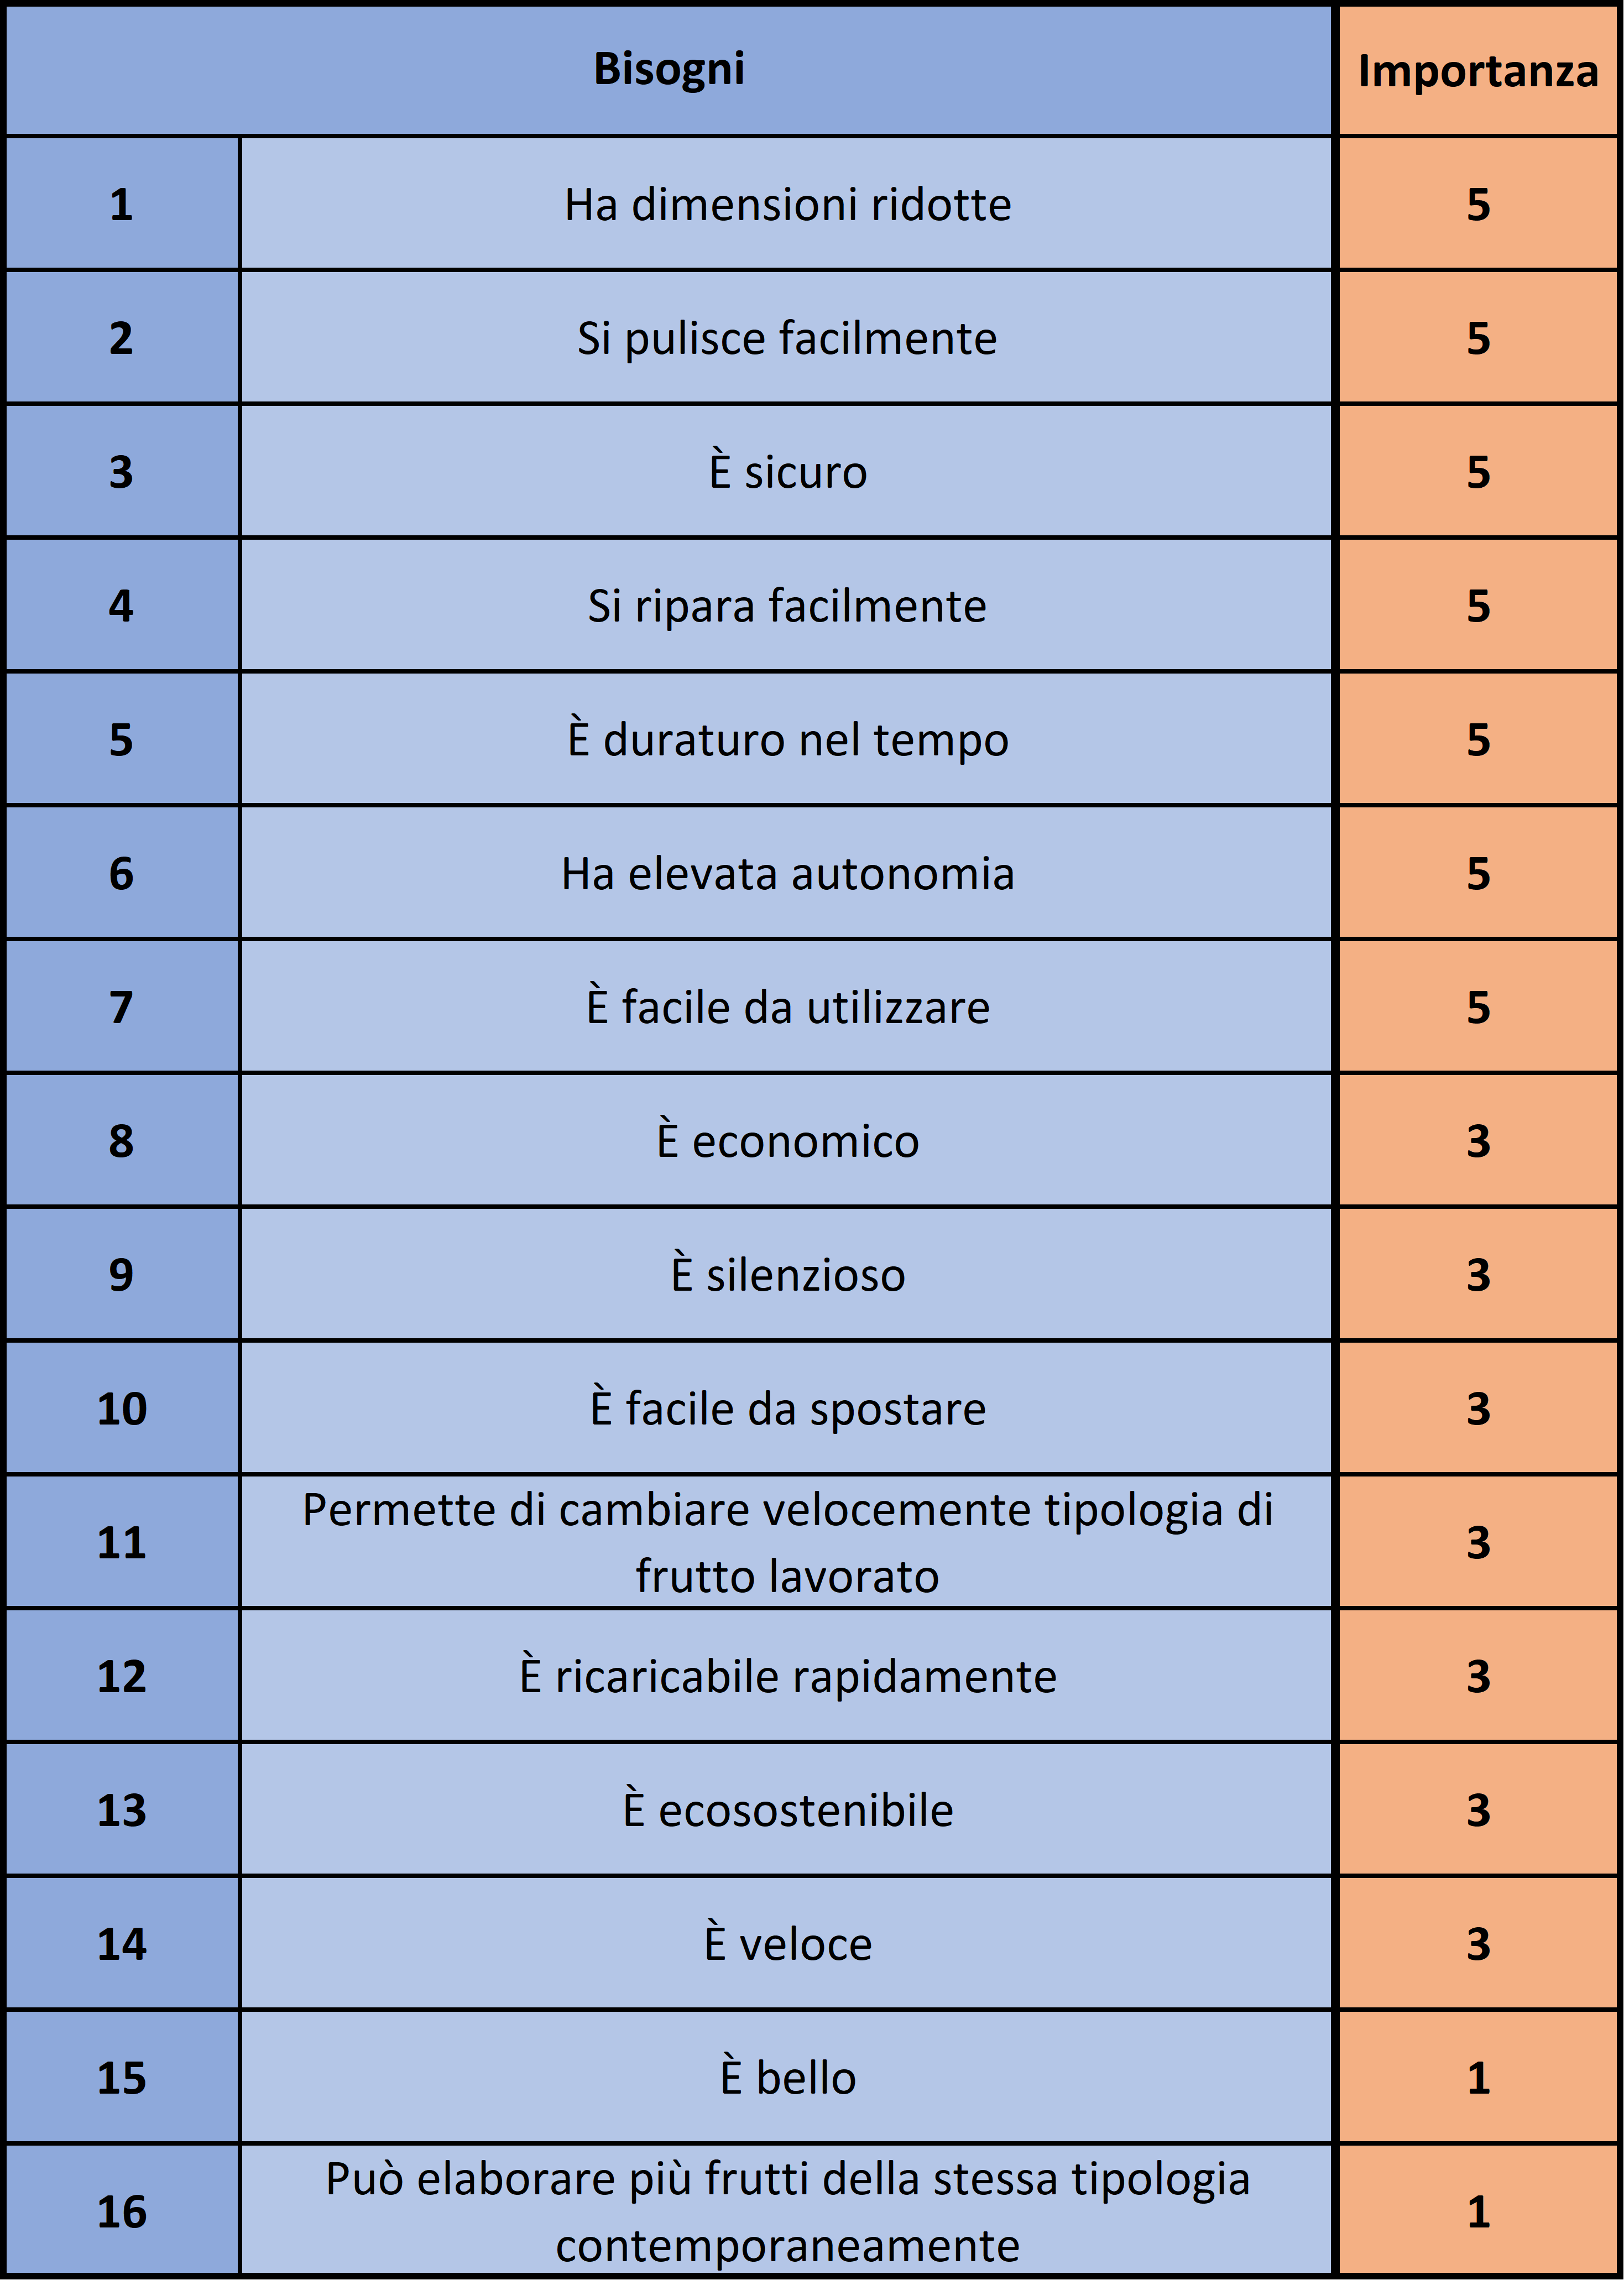 Bisogni Importanza
1 Ha dimensioni ridotte 5
2 Si pulisce facilmente 5
3 È sicuro 5
4 Si ripara facilmente 5
5 È duraturo nel tempo 5
6 Ha elevata autonomia 5
7 È facile da utilizzare 5
8 È economico 3
9 È silenzioso 3
10 È facile da spostare 3
11 Permette di cambiare velocemente tipologia di
frutto lavorato 3
12 È ricaricabile rapidamente 3
13 È ecosostenibile 3
14 È veloce 3
15 È bello 1
16 Può elaborare più frutti della stessa tipologia
contemporaneamente 1